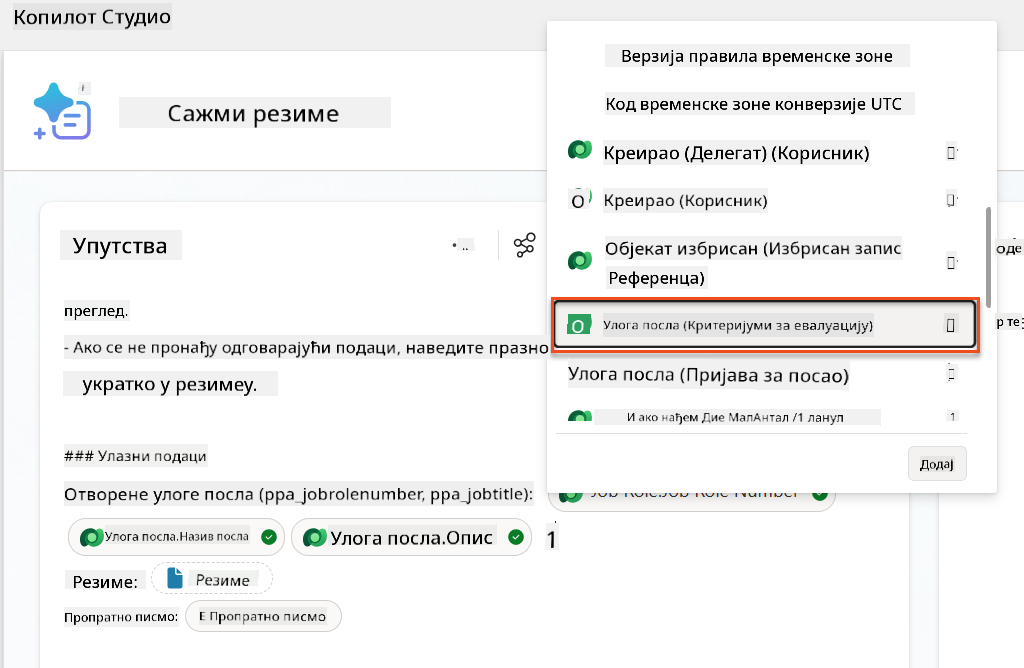 Копилот Студио
Сажми резиме
Упутства
преглед.
- Ако се не пронађу одговарајући подаци, наведите празно
укратко у резимеу.
### Улазни подаци
Отворене улоге посла (ppa_jobrolenumber, ppa_jobtitle):
Job Role.Job Role Number
Улога посла.Назив посла
Улога посла.Опис
1
Резиме:
Резиме
Пропратно писмо:
Е Пропратно писмо
Верзија правила временске зоне
Код временске зоне конверзије UTC
Креирао (Делегат) (Корисник)
О
Креирао (Корисник)
Објекат избрисан (Избрисан запис
Референца)
О
Улога посла (Критеријуми за евалуацију)
Улога посла (Пријава за посао)
И ако нађем Дие МалАнтал /1 ланул
1
Додај
оде